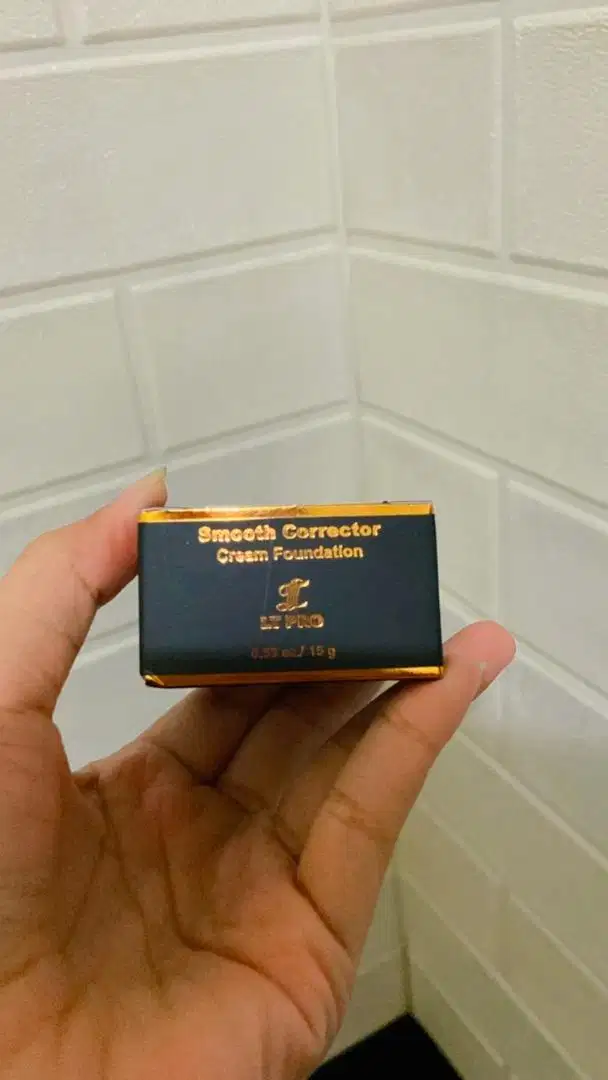 Smooth Corrector
Cream Foundation
LT PRO
0.53 oz./ 15 g